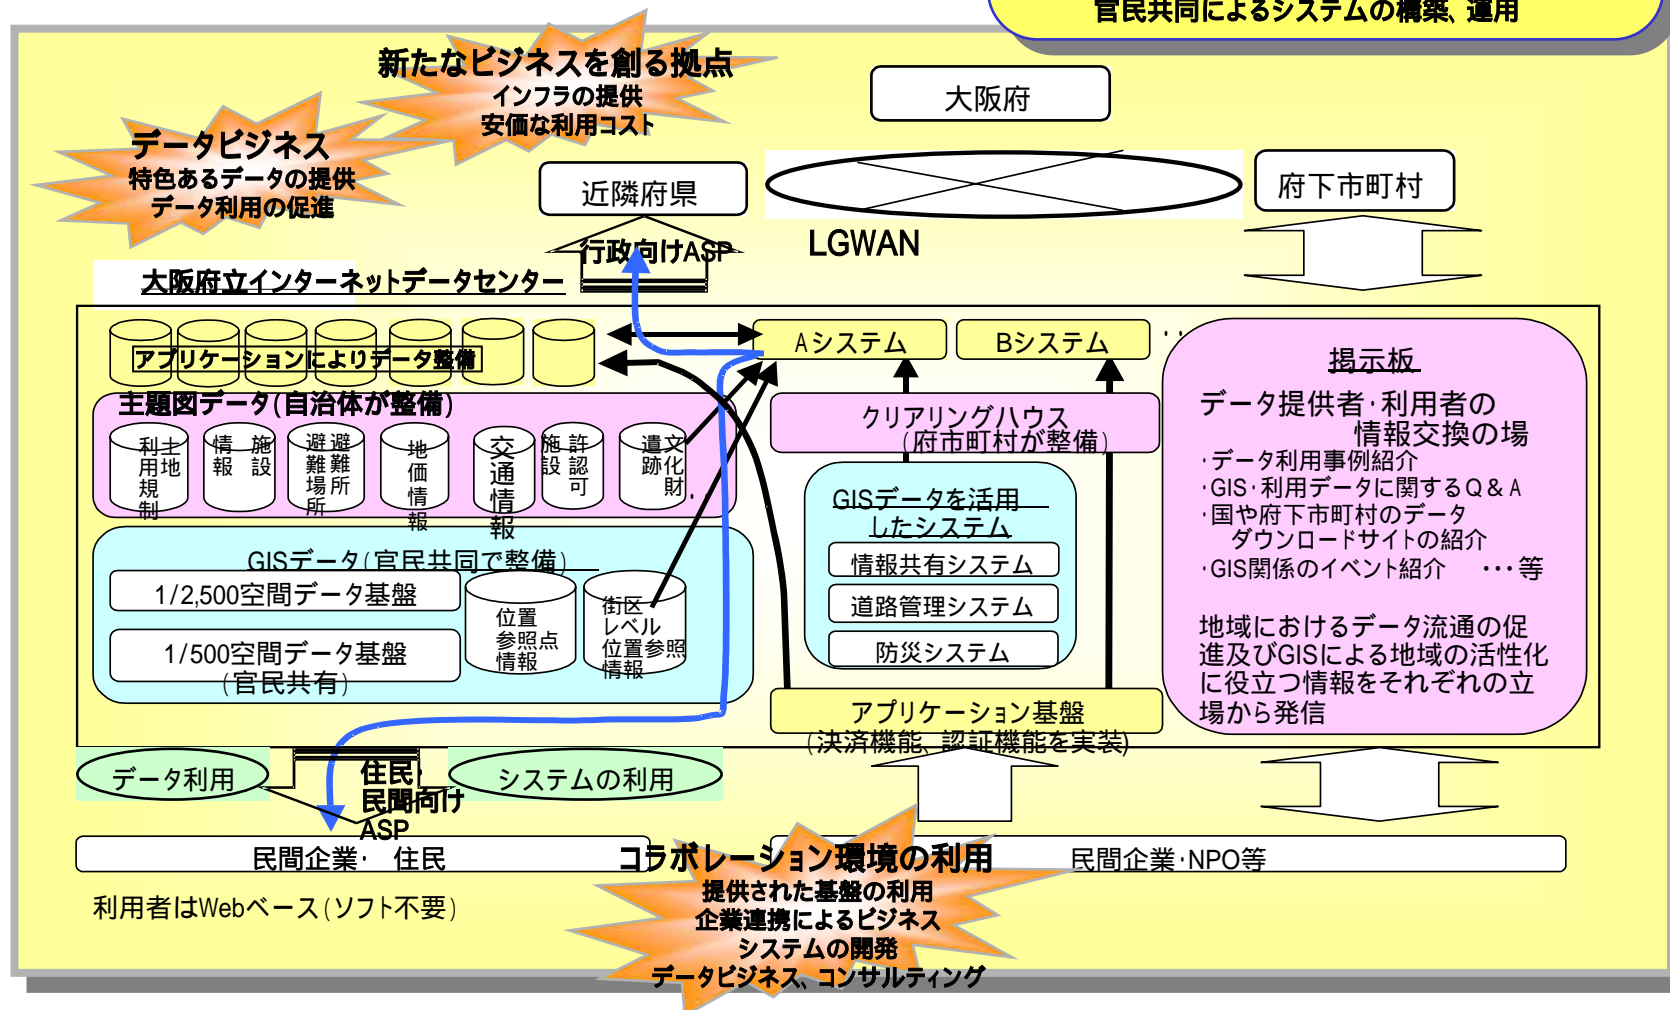 官民共同によるシステムの構築、運用
新たなビジネスを創る拠点
インフラの提供
安価な利用コスト
大阪府
データビジネス
特色あるデータの提供
データ利用の促進
近隣府県
府下市町村
行政向けASP
LGWAN
大阪府立インターネットデータセンター
アプリケーションによりデータ整備
Aシステム
Bシステム
‥
主題図データ(自治体が整備)
土地
利用規制
施設
情報
避難所
避難場所
地価情報
交通情報
許認可
施設
文化財
遺跡
‥
クリアリングハウス
(府市町村が整備)
GISデータを活用
したシステム
情報共有システム
道路管理システム
防災システム
GISデータ(官民共同で整備)
1/2,500空間データ基盤
1/500空間データ基盤
(官民共有)
位置
参照点
情報
街区
レベル
位置参照
情報
アプリケーション基盤
(決済機能、認証機能を実装)
掲示板
データ提供者・利用者の
情報交換の場
・データ利用事例紹介
・GIS・利用データに関するQ&A
・国や府下市町村のデータ
ダウンロードサイトの紹介
・GIS関係のイベント紹介 ・・・等
地域におけるデータ流通の促
進及びGISによる地域の活性化
に役立つ情報をそれぞれの立
場から発信
データ利用
住民・
民間向け
ASP
システムの利用
民間企業・ 住民
利用者はWebベース(ソフト不要)
コラボレーション環境の利用
提供された基盤の利用
企業連携によるビジネス
システムの開発
データビジネス、コンサルティング
民間企業・NPO等